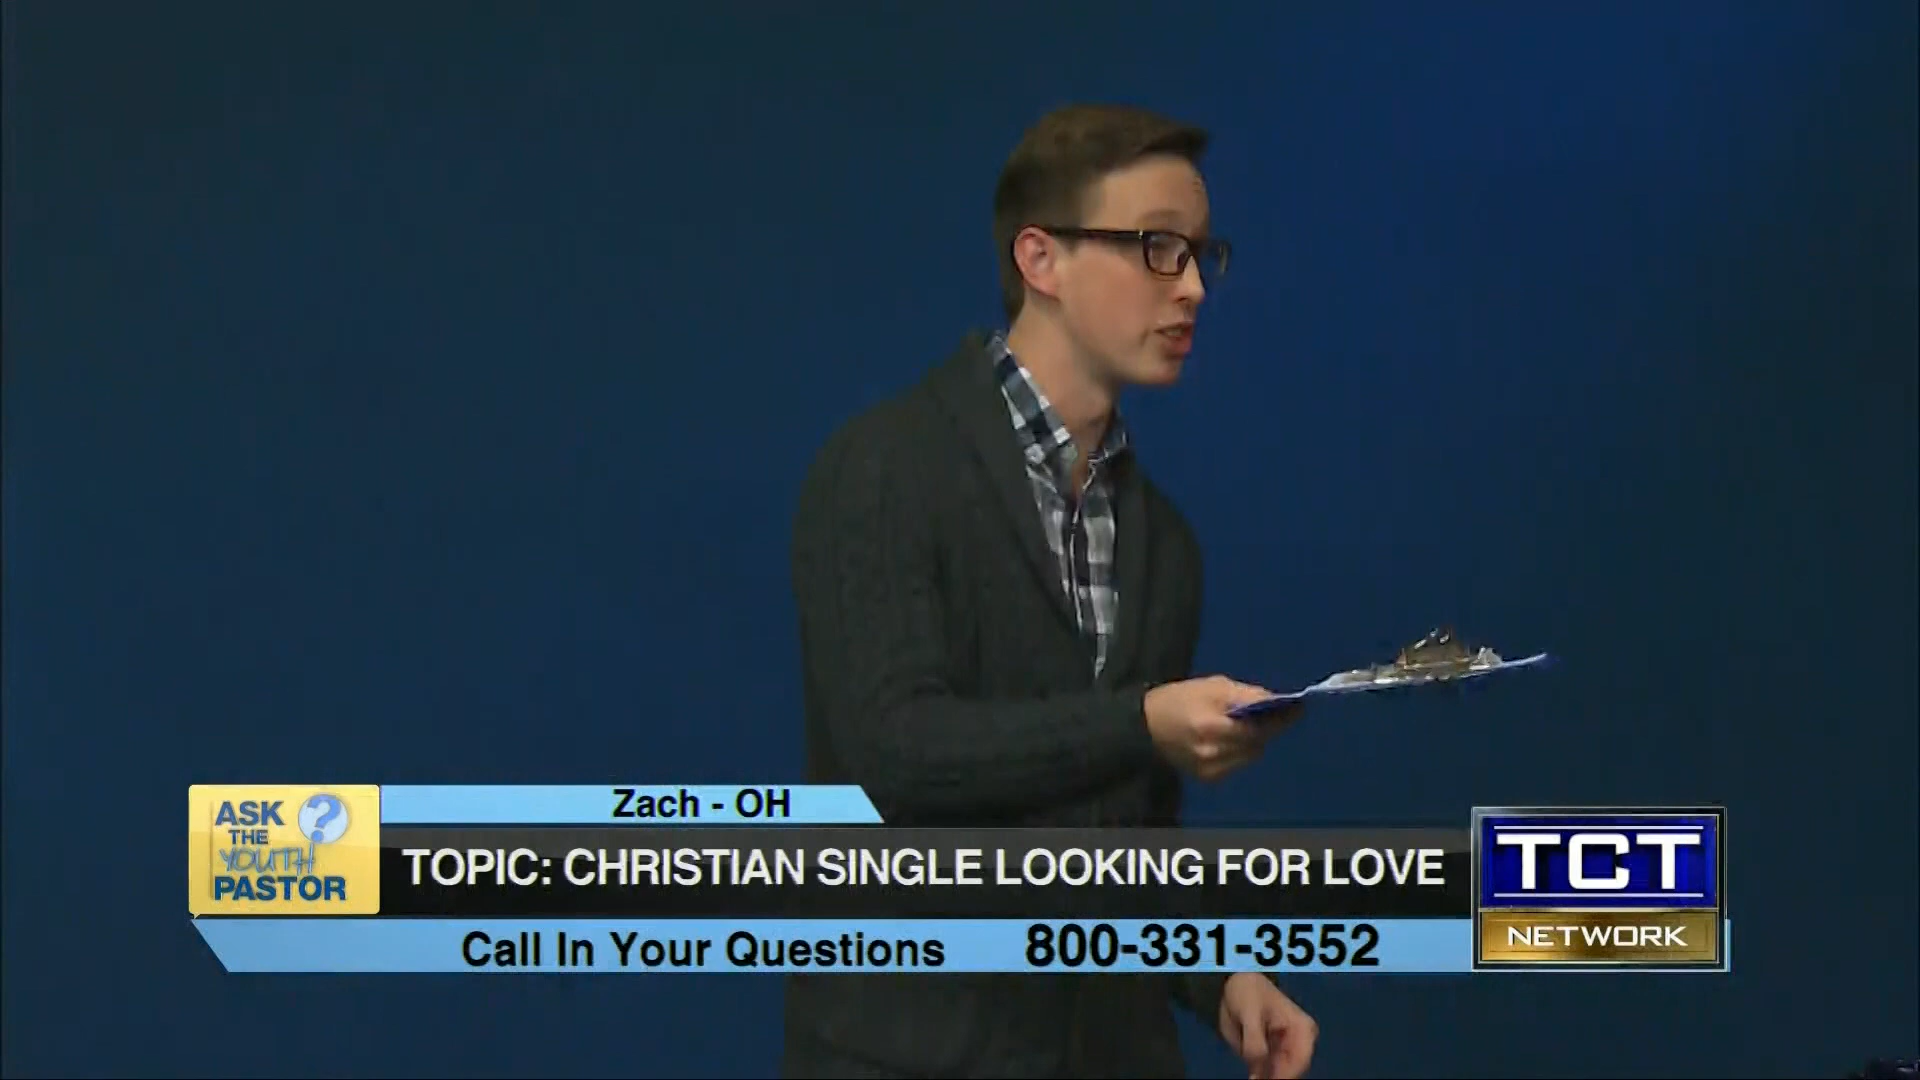 Zach - OH
ASK
THE
YOUTH
PASTOR
?
TOPIC: CHRISTIAN SINGLE LOOKING FOR LOVE
Call In Your Questions 800-331-3552
TCT
NETWORK